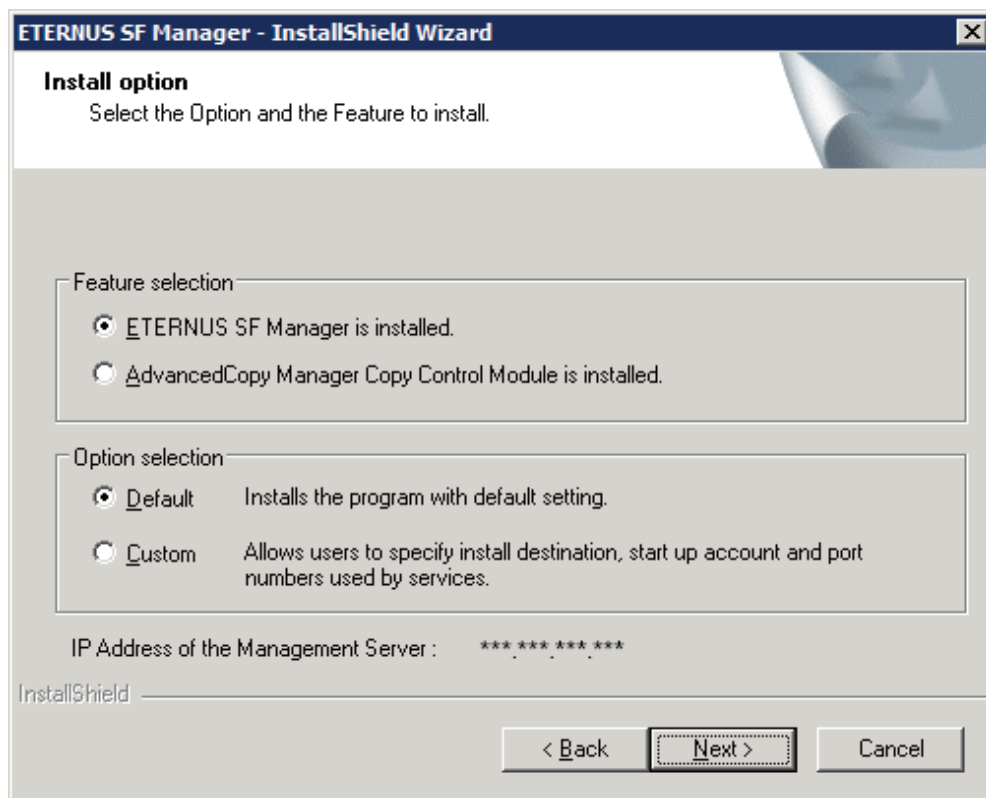 ETERNUS SF Manager - InstallShield Wizard
Install option
Select the Option and the Feature to install.
Feature selection
ETERNUS SF Manager is installed.
AdvancedCopy Manager Copy Control Module is installed.
Option selection
Default Installs the program with default setting.
Custom Allows users to specify install destination, start up account and port
numbers used by services.
IP Address of the Management Server : ***.***.***.***
InstallShield
< Back Next > Cancel